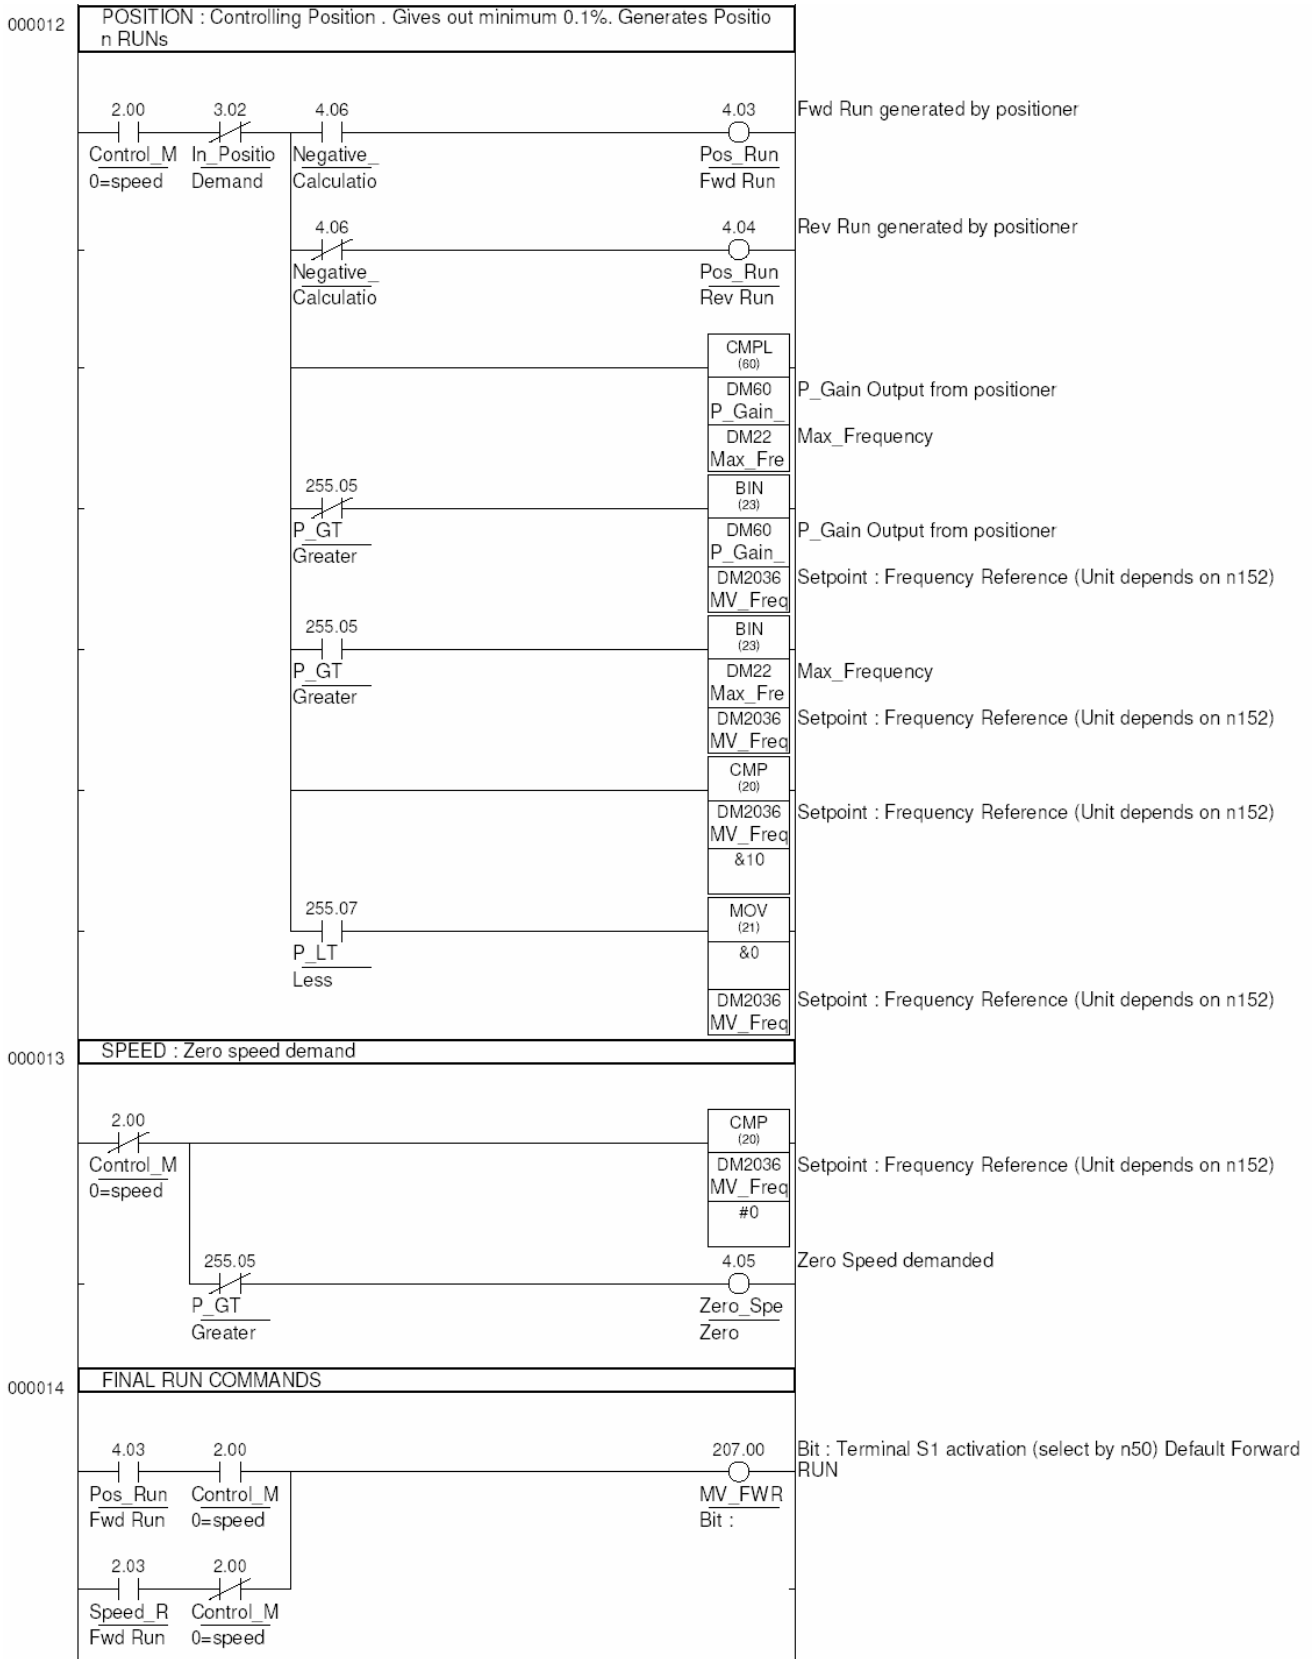 000012
POSITION : Controlling Position . Gives out minimum 0.1%. Generates Positio
n RUNs
2.00 3.02 4.06 4.03 Fwd Run generated by positioner
Control_M In_Positio Negative_ Pos_Run
0=speed Demand Calculatio Fwd Run
4.06 4.04 Rev Run generated by positioner
Negative_ Pos_Run
Calculatio Rev Run
CMPL
(60)
DM60 P_Gain Output from positioner
P_Gain_
DM22 Max_Frequency
Max_Fre
255.05 BIN
(23)
P_GT DM60 P_Gain Output from positioner
Greater P_Gain_
DM2036 Setpoint : Frequency Reference (Unit depends on n152)
MV_Freq
255.05 BIN
(23)
P_GT DM22 Max_Frequency
Greater Max_Fre
DM2036 Setpoint : Frequency Reference (Unit depends on n152)
MV_Freq
CMP
(20)
DM2036 Setpoint : Frequency Reference (Unit depends on n152)
MV_Freq
&10
255.07 MOV
(21)
P_LT &0
Less
DM2036 Setpoint : Frequency Reference (Unit depends on n152)
MV_Freq
000013 SPEED : Zero speed demand
2.00 CMP
(20)
Control_M DM2036 Setpoint : Frequency Reference (Unit depends on n152)
0=speed MV_Freq
#0
255.05 4.05 Zero Speed demanded
P_GT Zero_Spe
Greater Zero
000014 FINAL RUN COMMANDS
4.03 2.00 207.00 Bit : Terminal S1 activation (select by n50) Default Forward
RUN
Pos_Run Control_M MV_FWR
Fwd Run 0=speed Bit :
2.03 2.00
Speed_R Control_M
Fwd Run 0=speed